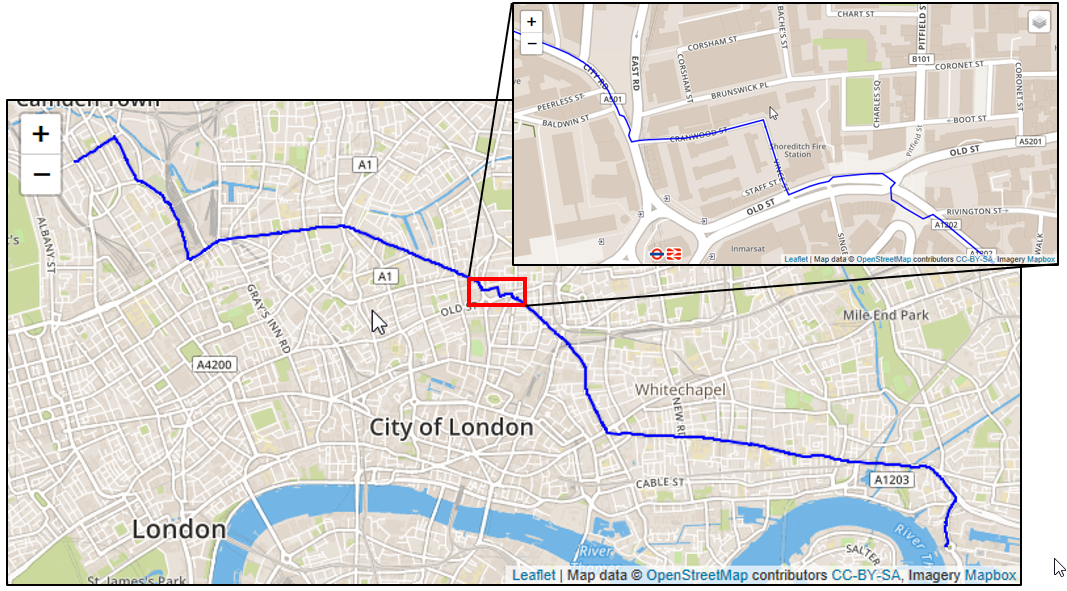 +
−
CHART ST
BACHE'S ST
PITFIELD ST
CORSHAM ST
EAST RD
B101
CORONET ST
CITY RD
CORSHAM ST
CORONET ST
A501
BRUNSWICK PL
CHARLES SQ
PEERLESS ST
BALDWIN ST
BOOT ST
CRANWOOD ST
Pitfield St
A5201
OLD ST
Shoreditch Fire
Station
VINCE ST
STAFF ST
OLD ST
RIVINGTON ST
A1202
Inmarsat
WALK
A1202
Leaflet | Map data © OpenStreetMap contributors CC-BY-SA, Imagery Mapbox
Camden Town
+
−
A1
ALBANY ST
A1
GRAY'S INN RD
OLD ST
Mile End Park
A4200
Whitechapel
NEW RD
City of London
CABLE ST
A1203
London
River
River T
SALTER
St. James's Park
Leaflet | Map data © OpenStreetMap contributors CC-BY-SA, Imagery Mapbox